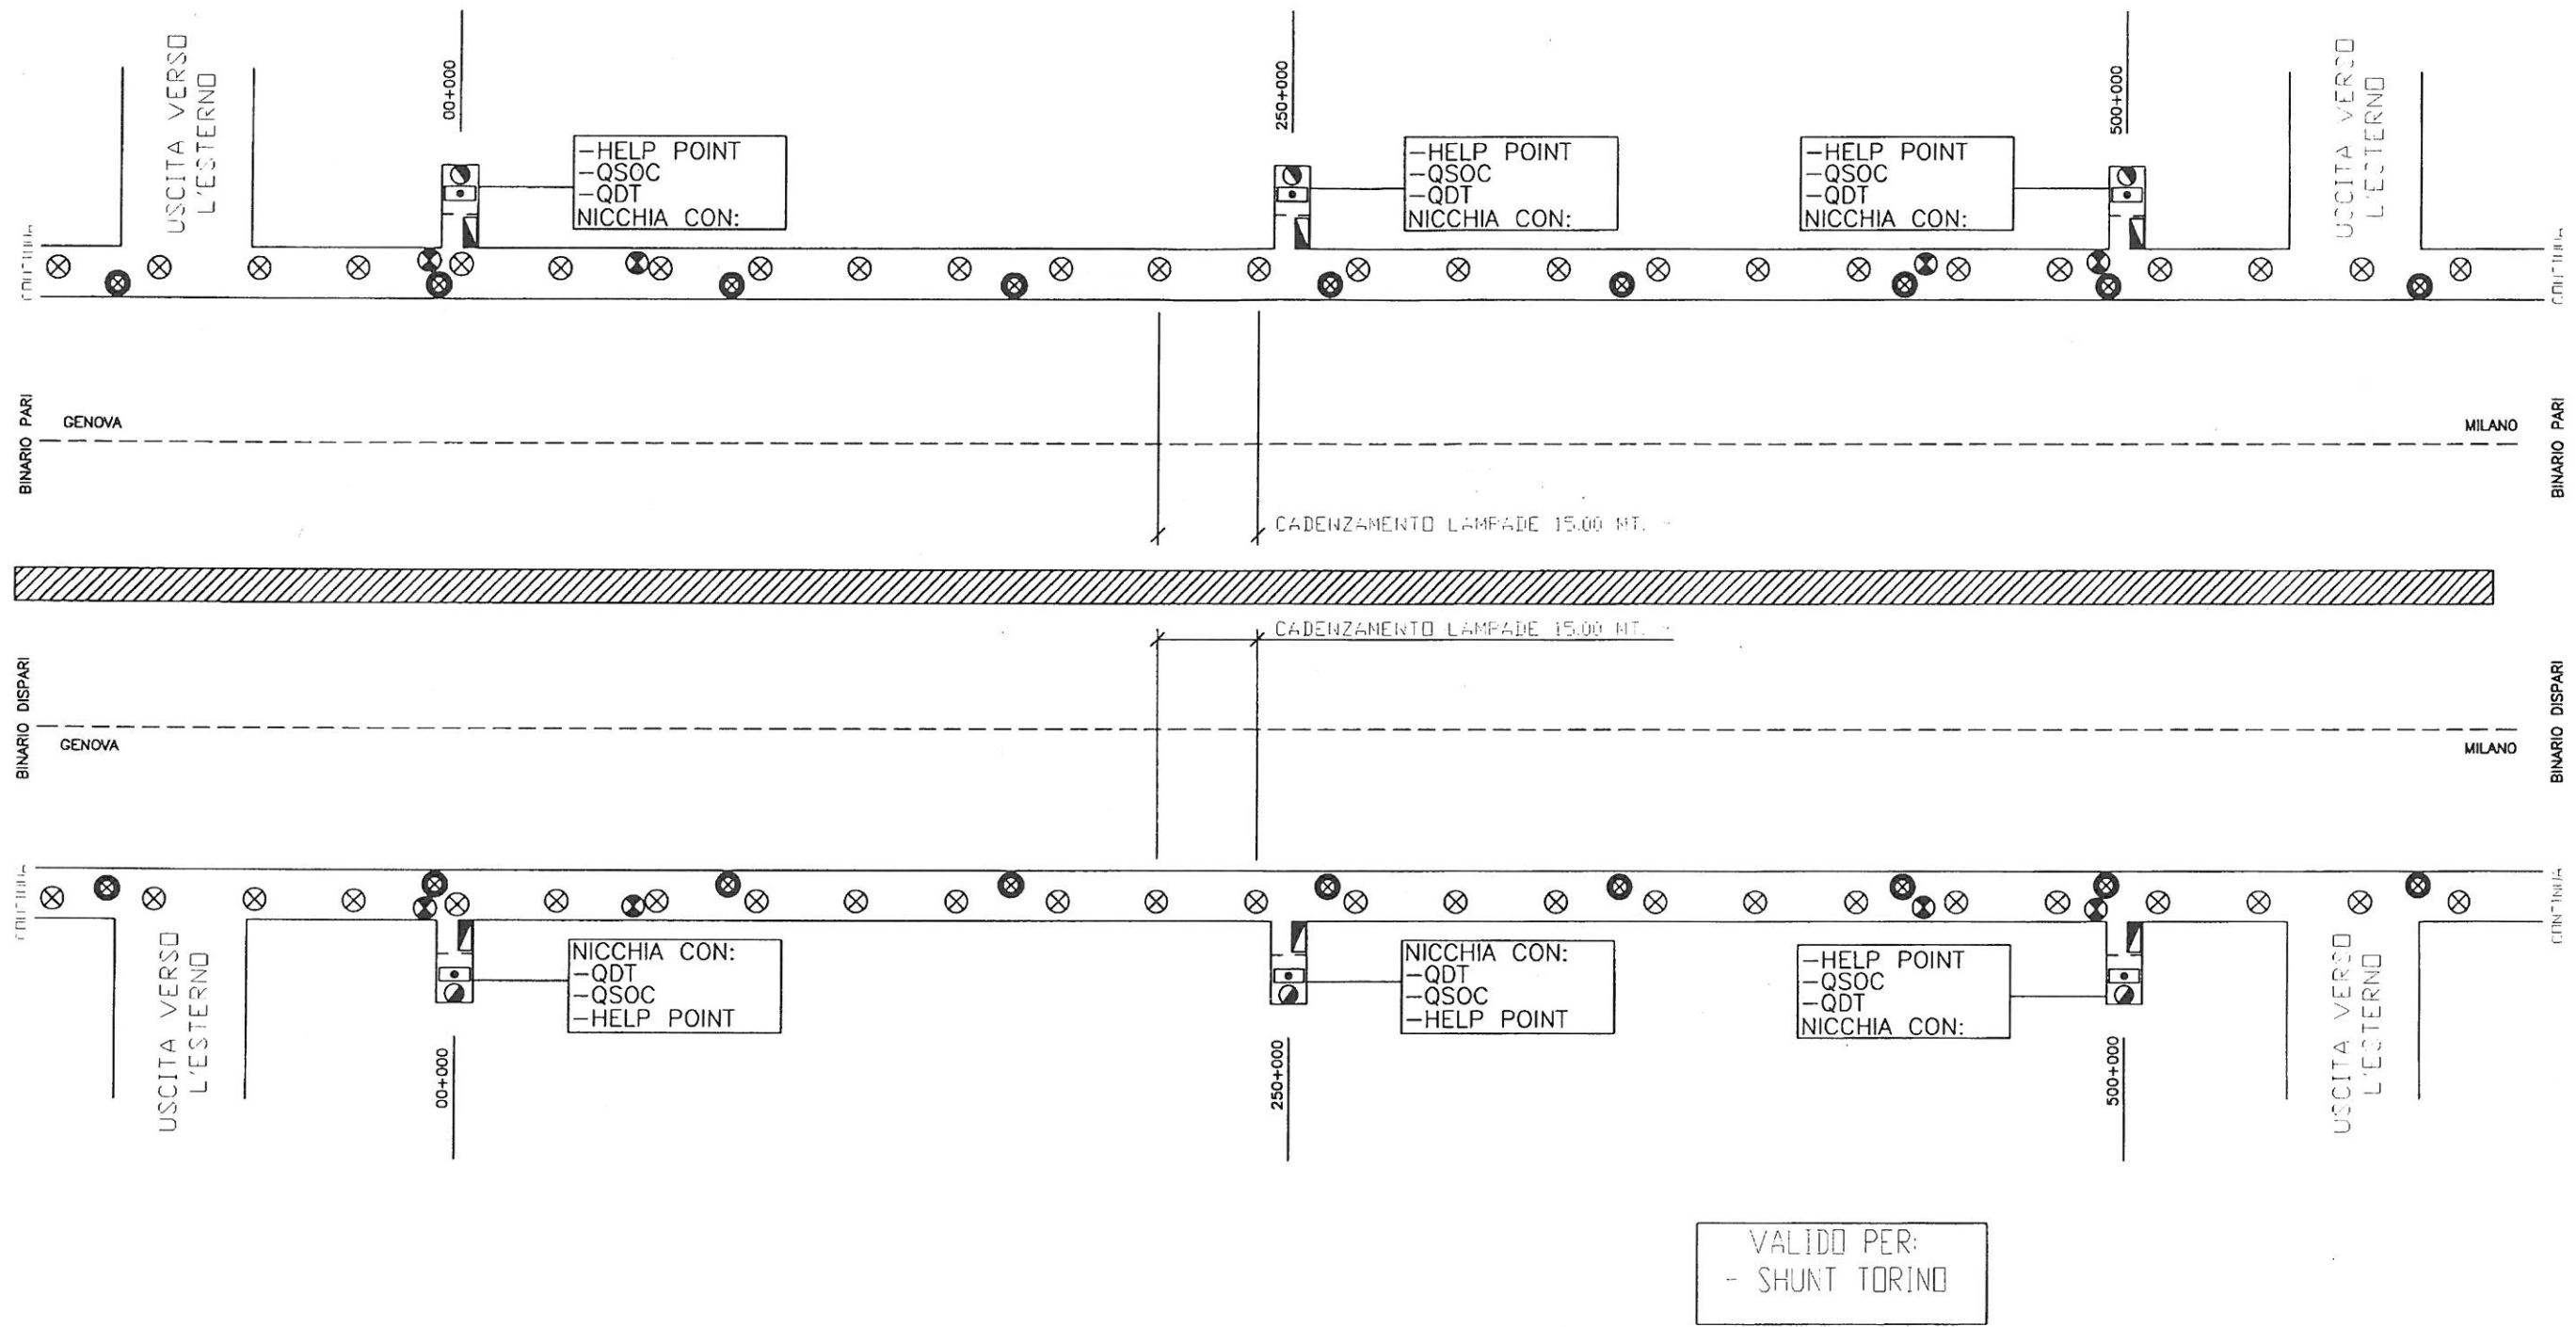 USCITA VERSO
L'ESTERNO
00+000
250+000
500+000
USCITA VERSO
L'ESTERNO
-HELP POINT
-QSOC
-QDT
NICCHIA CON:
-HELP POINT
-QSOC
-QDT
NICCHIA CON:
-HELP POINT
-QSOC
-QDT
NICCHIA CON:
BINARIO PARI
GENOVA
MILANO
BINARIO PARI
CADENZAMENTO LAMPADE 15.00 MT.
CADENZAMENTO LAMPADE 15.00 MT.
BINARIO DISPARI
GENOVA
MILANO
BINARIO DISPARI
CONTINUA
USCITA VERSO
L'ESTERNO
NICCHIA CON:
-QDT
-QSOC
-HELP POINT
NICCHIA CON:
-QDT
-QSOC
-HELP POINT
-HELP POINT
-QSOC
-QDT
NICCHIA CON:
USCITA VERSO
L'ESTERNO
00+000
250+000
500+000
VALIDO PER:
- SHUNT TORINO